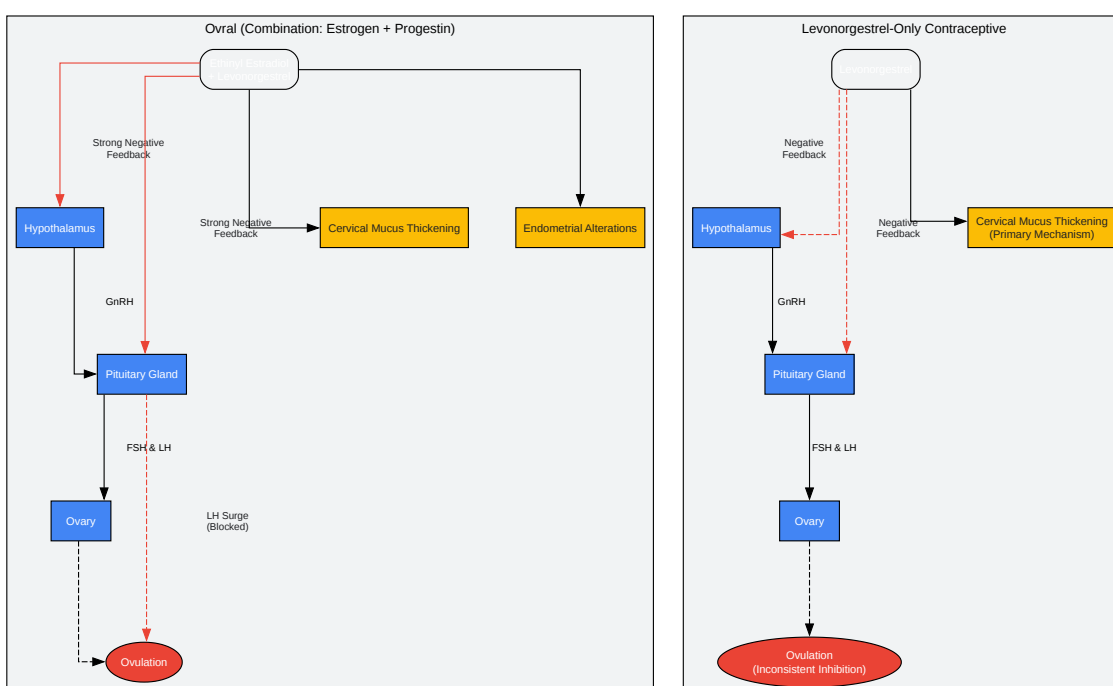 Ovral (Combination: Estrogen + Progestin)
Ethinyl Estradiol
+ Levonorgestrel
Strong Negative
Feedback
Hypothalamus
Strong Negative
Feedback
Cervical Mucus Thickening
Endometrial Alterations
GnRH
Pituitary Gland
FSH & LH
Ovary
LH Surge
(Blocked)
Ovulation
Levonorgestrel-Only Contraceptive
Levonorgestrel
Negative
Feedback
Hypothalamus
Negative
Feedback
Cervical Mucus Thickening
(Primary Mechanism)
GnRH
Pituitary Gland
FSH & LH
Ovary
Ovulation
(Inconsistent Inhibition)